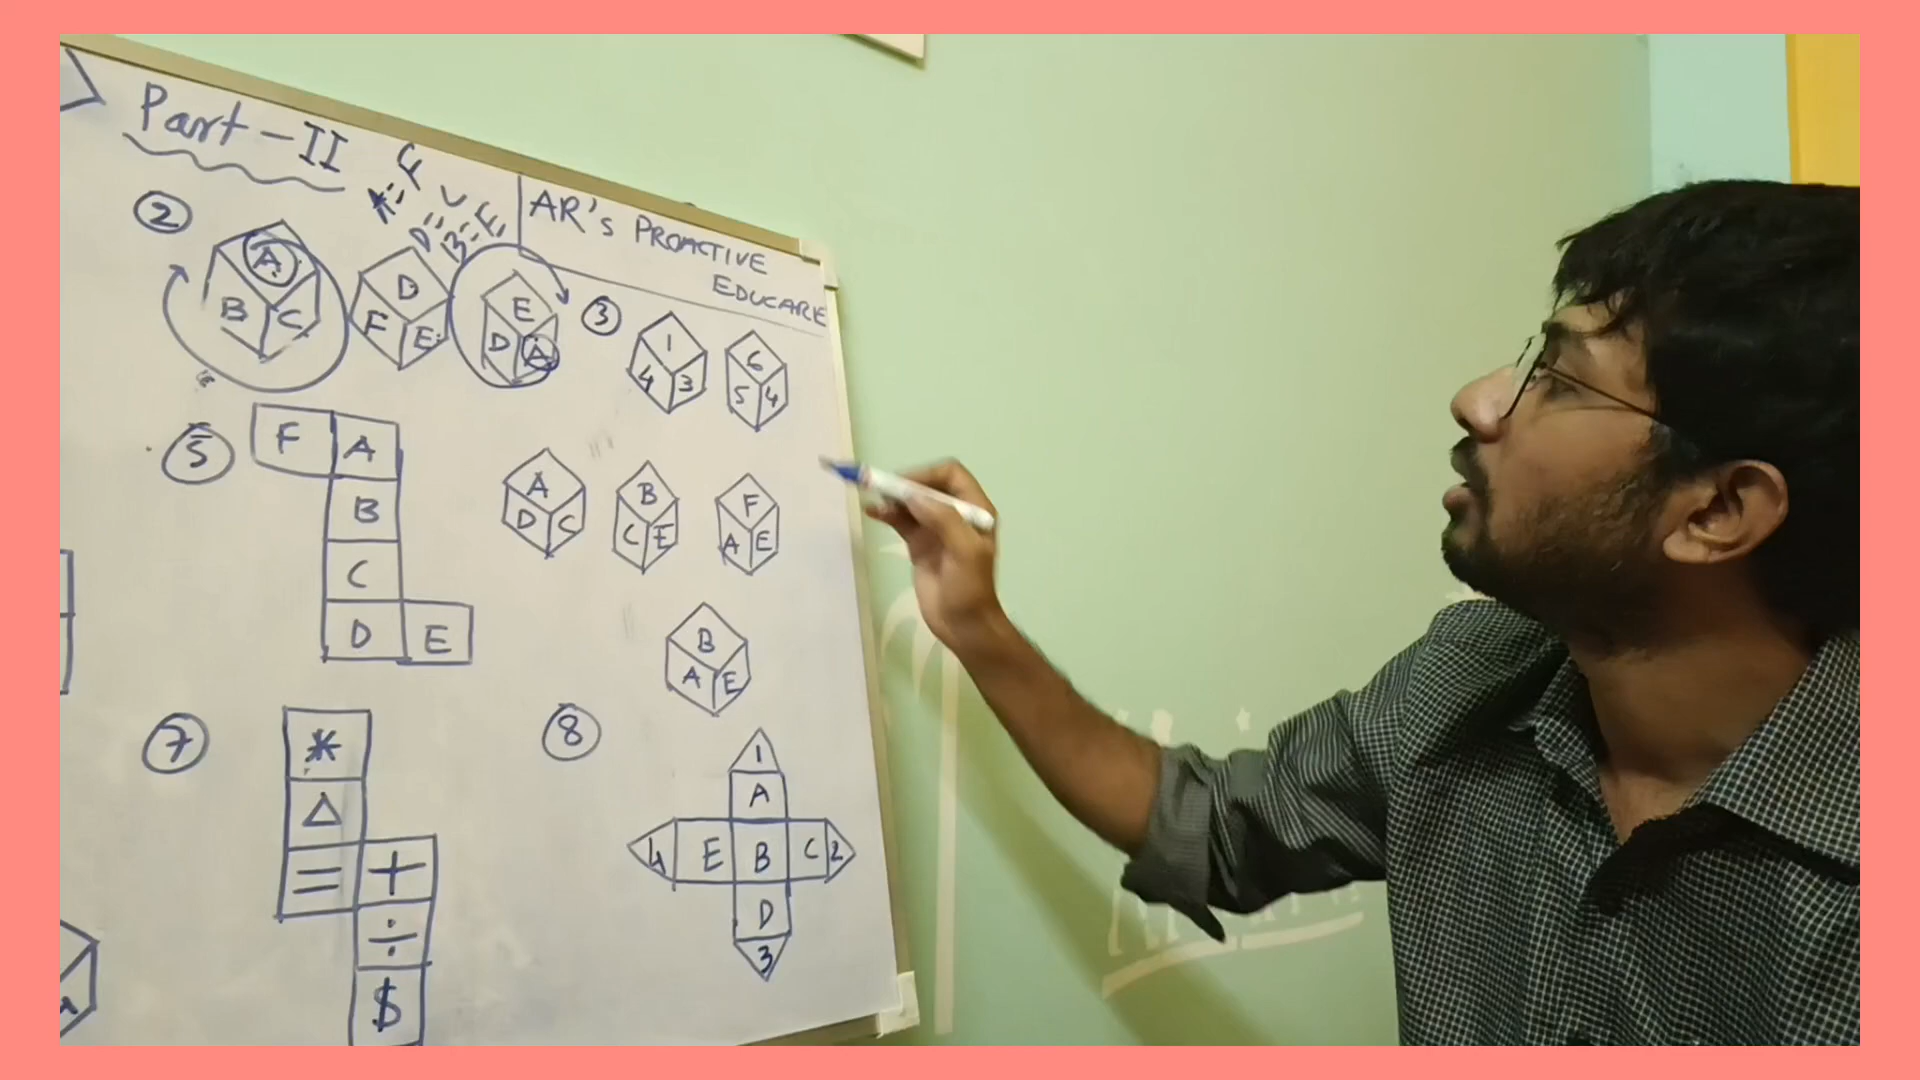 Part-II
AR's PROACTIVE
EDUCARE
2
A
B C
D
F E
E
D A
3
1
4 3
6
5 4
5
F A
B
C
D E
A
D C
B
C E
F
A E
B
A E
7
*
△
= +
÷
$
8
1
A
4 E B C 2
D
3